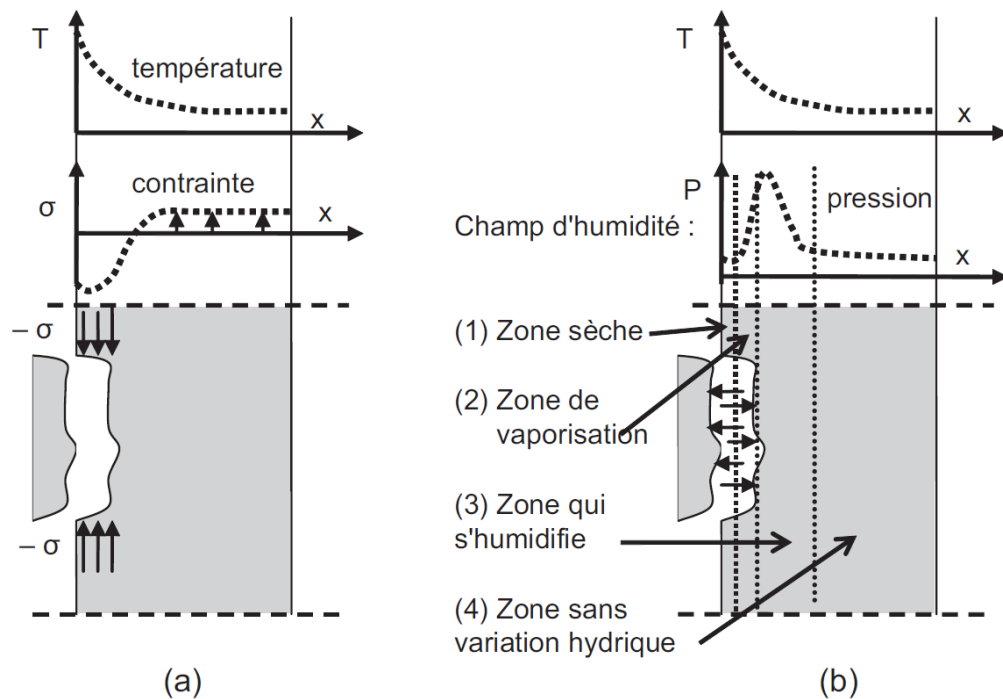 T
température
x
σ
contrainte
x
– σ
– σ
(a)
T
x
P
pression
Champ d'humidité :
x
(1) Zone sèche
(2) Zone de
vaporisation
(3) Zone qui
s'humidifie
(4) Zone sans
variation hydrique
(b)